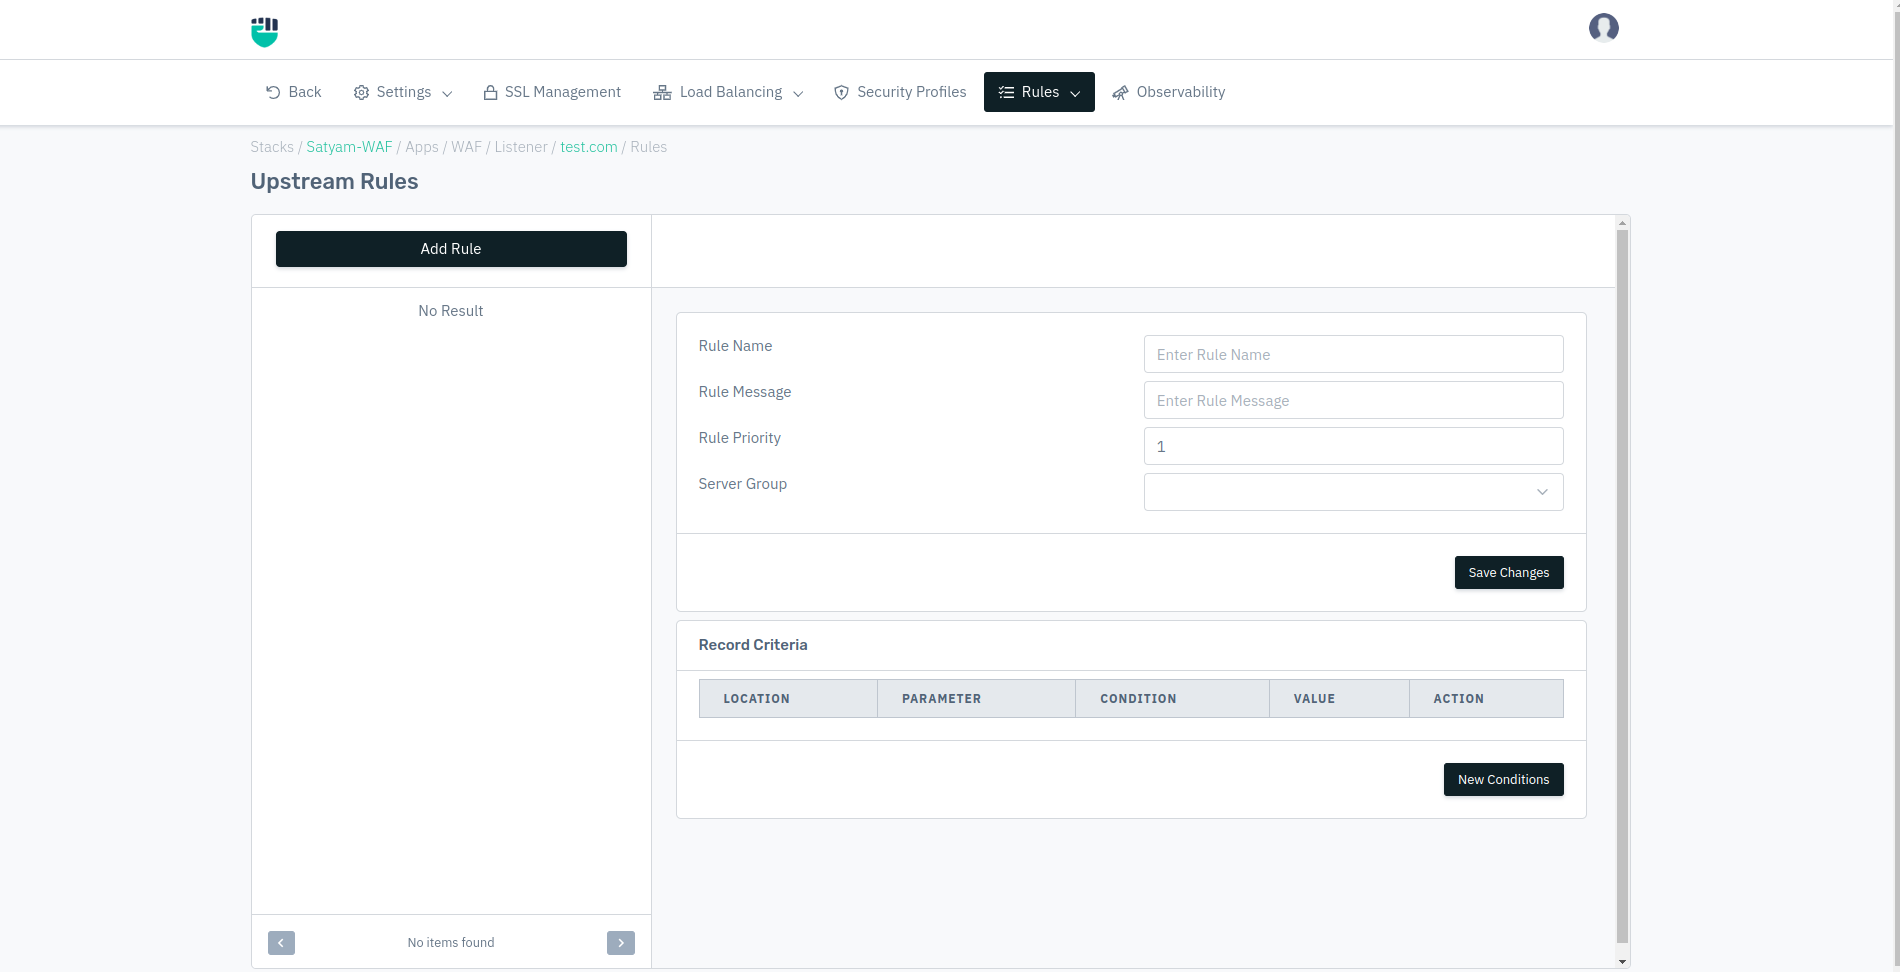 Back Settings SSL Management Load Balancing Security Profiles Rules Observability
Stacks / Satyam-WAF / Apps / WAF / Listener / test.com / Rules
Upstream Rules
Add Rule
No Result
Rule Name
Enter Rule Name
Rule Message
Enter Rule Message
Rule Priority
1
Server Group
Save Changes
Record Criteria
LOCATION PARAMETER CONDITION VALUE ACTION
New Conditions
No items found